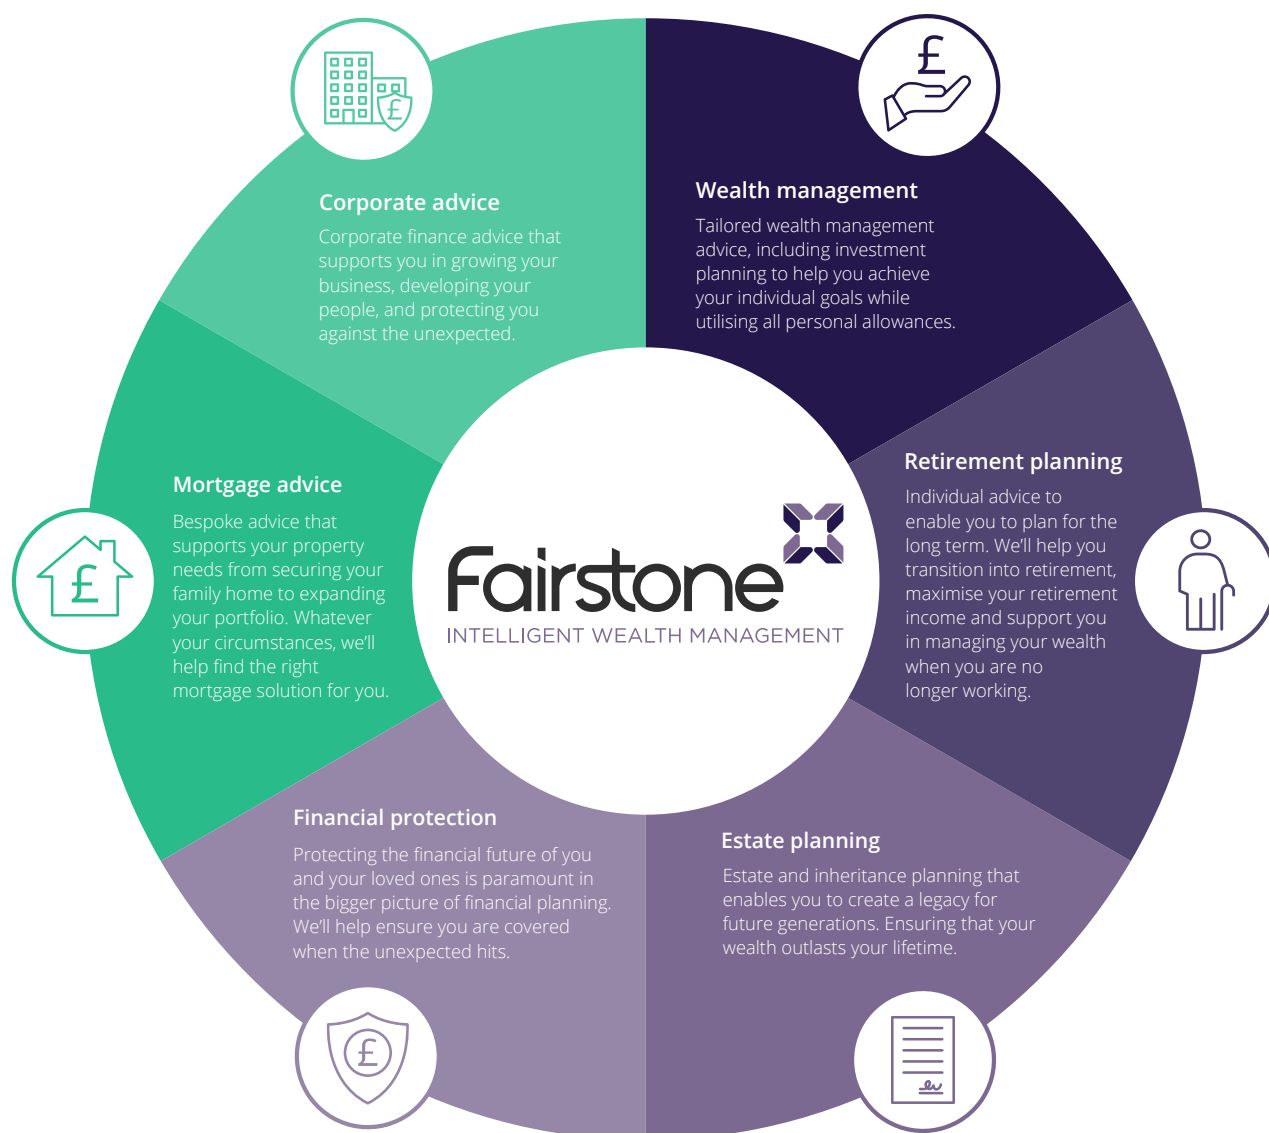 £
Wealth management
Tailored wealth management
advice, including investment
planning to help you achieve
your individual goals while
utilising all personal allowances.
Retirement planning
Individual advice to
enable you to plan for the
long term. We’ll help you
transition into retirement,
maximise your retirement
income and support you
in managing your wealth
when you are no
longer working.
Estate planning
Estate and inheritance planning that
enables you to create a legacy for
future generations. Ensuring that your
wealth outlasts your lifetime.
£
Financial protection
Protecting the financial future of you
and your loved ones is paramount in
the bigger picture of financial planning.
We’ll help ensure you are covered
when the unexpected hits.
£
Mortgage advice
Bespoke advice that
supports your property
needs from securing your
family home to expanding
your portfolio. Whatever
your circumstances, we’ll
help find the right
mortgage solution for you.
£
Corporate advice
Corporate finance advice that
supports you in growing your
business, developing your
people, and protecting you
against the unexpected.
Fairstone
INTELLIGENT WEALTH MANAGEMENT